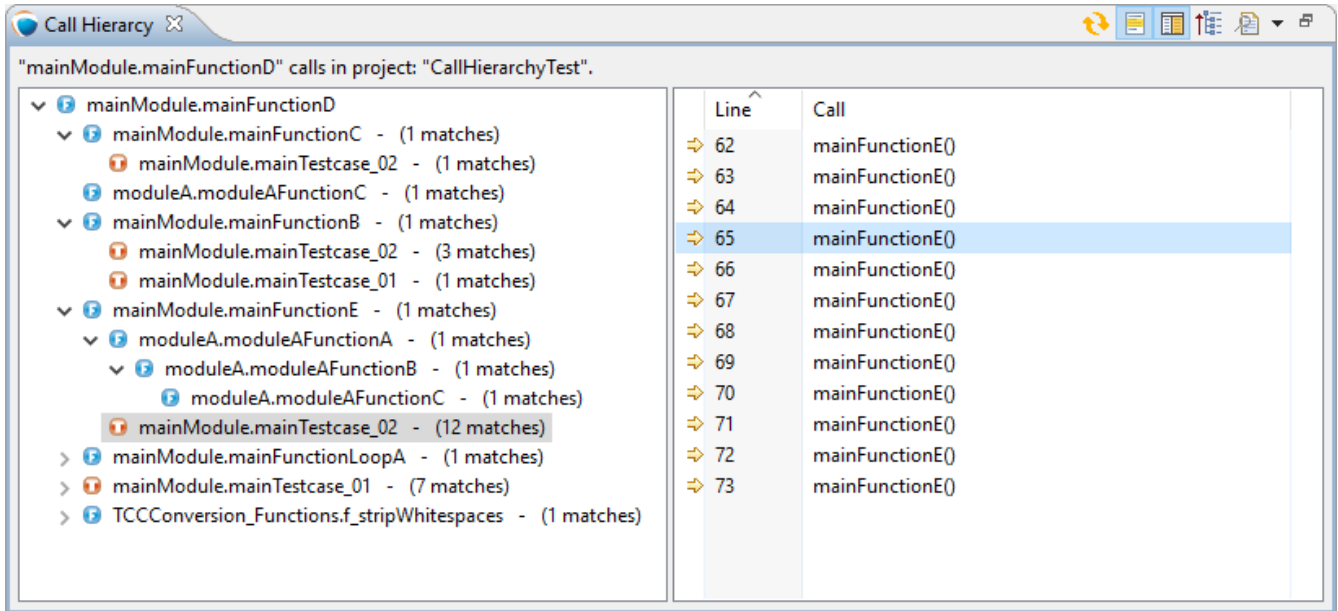 Call Hierarcy
"mainModule.mainFunctionD" calls in project: "CallHierarchyTest".
mainModule.mainFunctionD
mainModule.mainFunctionC - (1 matches)
mainModule.mainTestcase_02 - (1 matches)
moduleA.moduleAFunctionC - (1 matches)
mainModule.mainFunctionB - (1 matches)
mainModule.mainTestcase_02 - (3 matches)
mainModule.mainTestcase_01 - (1 matches)
mainModule.mainFunctionE - (1 matches)
moduleA.moduleAFunctionA - (1 matches)
moduleA.moduleAFunctionB - (1 matches)
moduleA.moduleAFunctionC - (1 matches)
mainModule.mainTestcase_02 - (12 matches)
mainModule.mainFunctionLoopA - (1 matches)
mainModule.mainTestcase_01 - (7 matches)
TCCConversion_Functions.f_stripWhitespaces - (1 matches)
Line Call
62 mainFunctionE()
63 mainFunctionE()
64 mainFunctionE()
65 mainFunctionE()
66 mainFunctionE()
67 mainFunctionE()
68 mainFunctionE()
69 mainFunctionE()
70 mainFunctionE()
71 mainFunctionE()
72 mainFunctionE()
73 mainFunctionE()